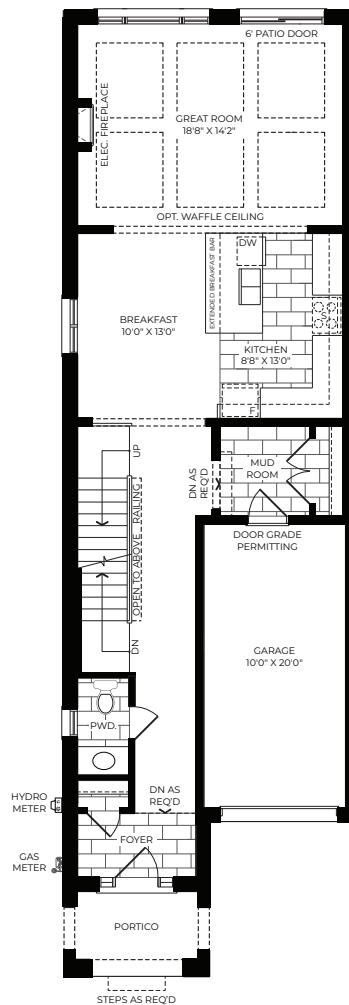 6' PATIO DOOR
ELEC. FIREPLACE
GREAT ROOM
18'8" X 14'2"
OPT. WAFFLE CEILING
EXTENDED BREAKFAST BAR
DW
BREAKFAST
10'0" X 13'0"
S
KITCHEN
8'8" X 13'0"
F
UP
DN AS
REQ'D
MUD
ROOM
OPEN TO ABOVE
RAILING
DOOR GRADE
PERMITTING
DN
GARAGE
10'0" X 20'0"
PWD.
HYDRO
METER
DN AS
REQ'D
FOYER
GAS
METER
PORTICO
STEPS AS REQ'D